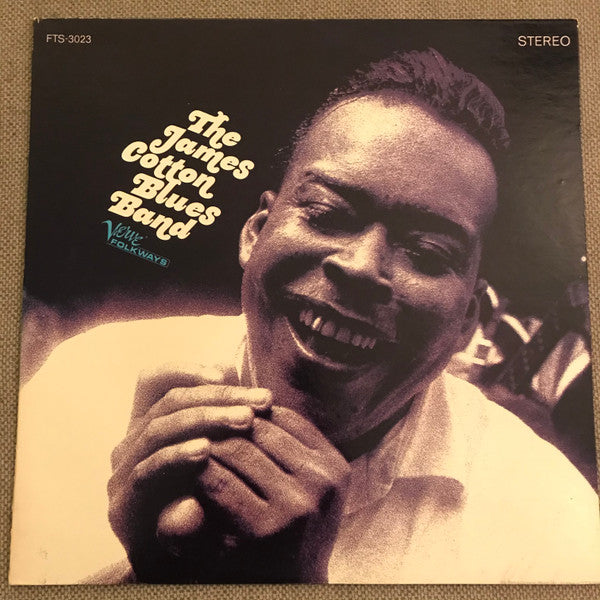 FTS-3023
STEREO
The
James
Cotton
Blues
Band
Verve
FOLKWAYS